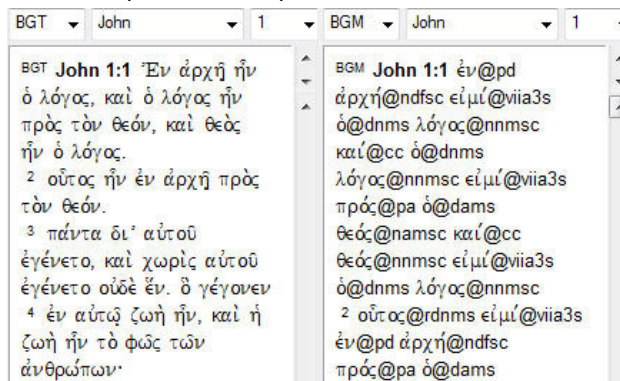 BGT John 1
BGM John 1
BGT John 1:1 Ἐν ἀρχῇ ἦν
ὁ λόγος, καὶ ὁ λόγος ἦν
πρὸς τὸν θεόν, καὶ θεὸς
ἦν ὁ λόγος.
2 οὗτος ἦν ἐν ἀρχῇ πρὸς
τὸν θεόν.
3 πάντα δι᾽ αὐτοῦ
ἐγένετο, καὶ χωρὶς αὐτοῦ
ἐγένετο οὐδὲ ἕν. ὃ γέγονεν
4 ἐν αὐτῷ ζωὴ ἦν, καὶ ἡ
ζωὴ ἦν τὸ φῶς τῶν
ἀνθρώπων·
BGM John 1:1 ἐν@pd
ἀρχή@ndfsc εἰμί@viia3s
ὁ@dnms λόγος@nnmsc
καί@cc ὁ@dnms
λόγος@nnmsc εἰμί@viia3s
πρός@pa ὁ@dams
θεός@namsc καί@cc
θεός@nnmsc εἰμί@viia3s
ὁ@dnms λόγος@nnmsc
2 οὗτος@rdnms εἰμί@viia3s
ἐν@pd ἀρχή@ndfsc
πρός@pa ὁ@dams